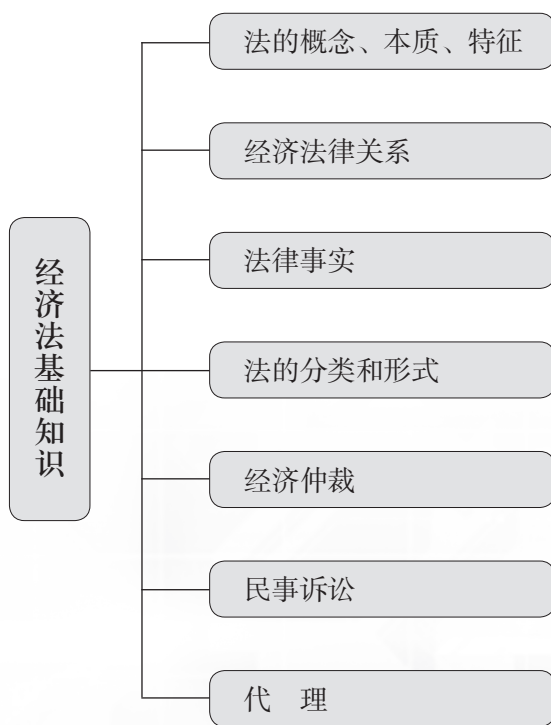 经济法基础知识
法的概念、本质、特征
经济法律关系
法律事实
法的分类和形式
经济仲裁
民事诉讼
代　理